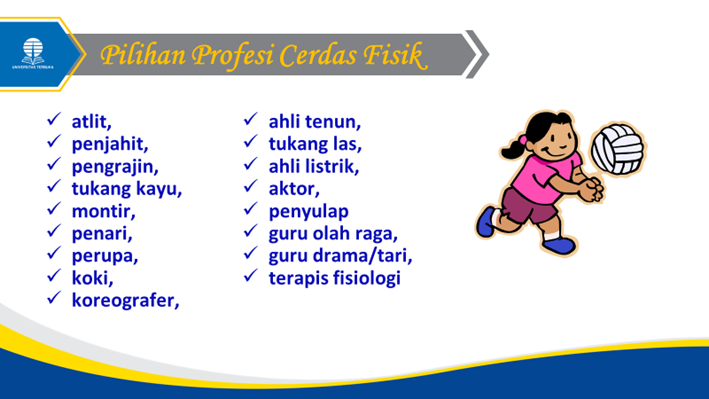 UNIVERSITAS TERBUKA
Pilihan Profesi Cerdas Fisik
✓ atlit,
✓ penjahit,
✓ pengrajin,
✓ tukang kayu,
✓ montir,
✓ penari,
✓ perupa,
✓ koki,
✓ koreografer,
✓ ahli tenun,
✓ tukang las,
✓ ahli listrik,
✓ aktor,
✓ penyulap
✓ guru olah raga,
✓ guru drama/tari,
✓ terapis fisiologi